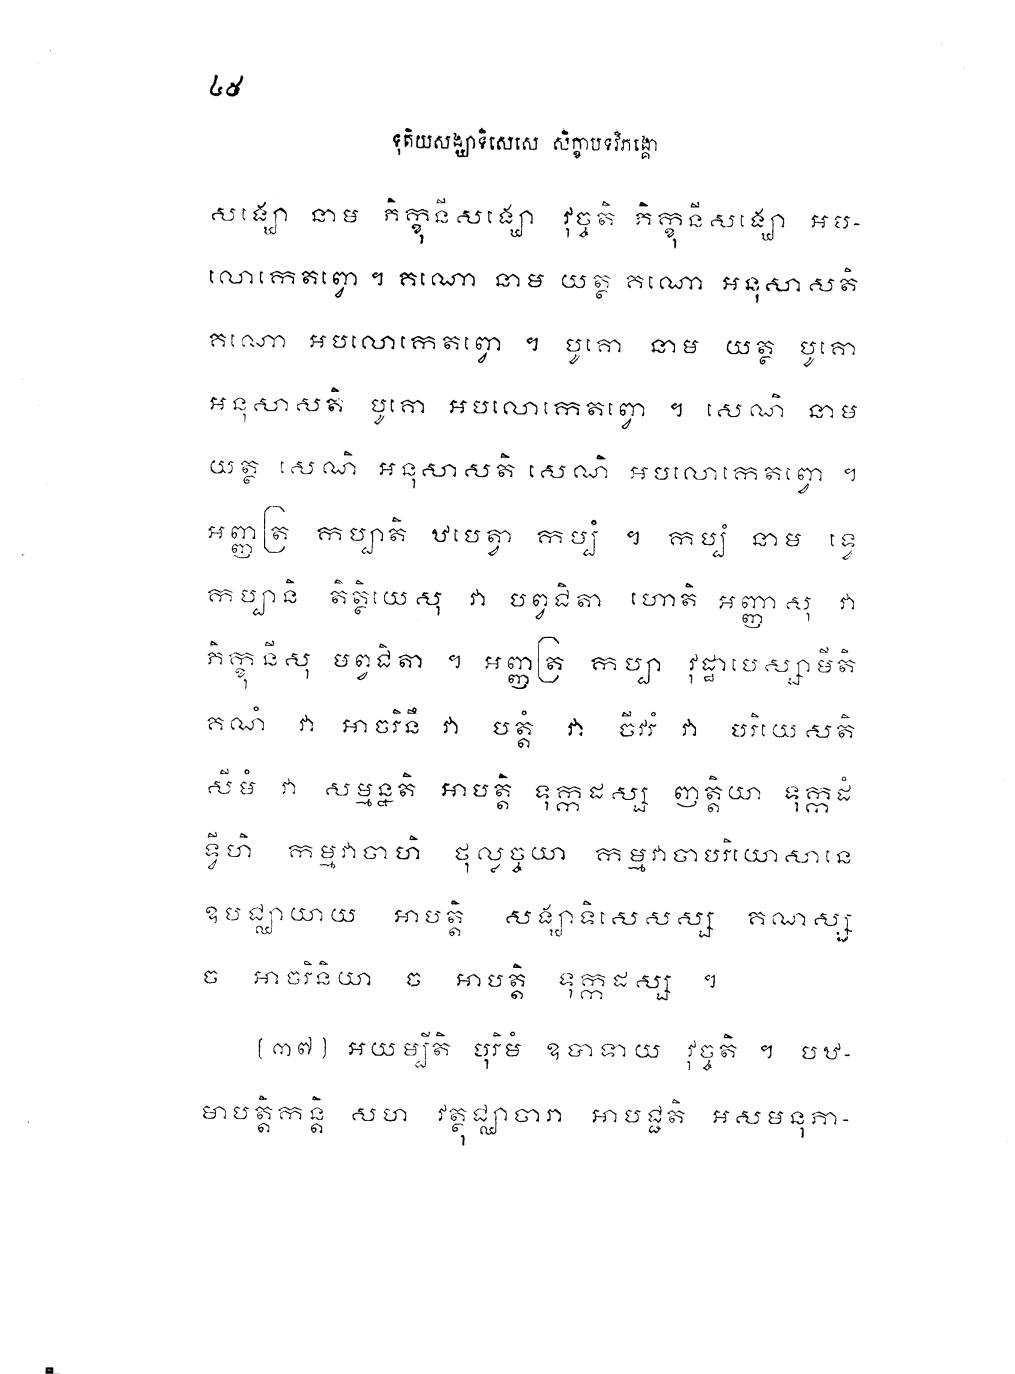 ៤៥
ទុតិយសង្ឃាទិសេសេ សិក្ខាបទវិភង្គោ
សង្ឃោ នាម ភិក្ខុនីសង្ឃោ វុច្ចតិ ភិក្ខុនីសង្ឃោ អប-
លោកេតព្វោ ។ គណោ នាម យត្ថ គណោ អនុសាសតិ
គណោ អបលោកេតព្វោ ។ បូគោ នាម យត្ថ បូគោ
អនុសាសតិ បូគោ អបលោកេតព្វោ ។ សេណិ នាម
យត្ថ សេណិ អនុសាសតិ សេណិ អបលោកេតព្វោ ។
អញ្ញត្រ កប្បាតិ ឋបេត្វា កប្បំ ។ កប្បំ នាម ទ្វេ
កប្បានិ តិត្ថិយេសុ វា បព្វជិតា ហោតិ អញ្ញាសុ វា
ភិក្ខុនីសុ បព្វជិតា ។ អញ្ញត្រ កប្បា វុដ្ឋាបេស្សាមីតិ
គណំ វា អាចរិនឹ វា បត្តំ វា ចីវរំ វា បរិយេសតិ
សីមំ វា សម្មន្នតិ អាបត្តិ ទុក្កដស្ស ញត្តិយា ទុក្កដំ
ទ្វីហិ កម្មវាចាហិ ថុល្លច្ចយា កម្មវាចាបរិយោសានេ
ឧបជ្ឈាយាយ អាបត្តិ សង្ឃាទិសេសស្ស គណស្ស
ច អាចរិនិយា ច អាបត្តិ ទុក្កដស្ស ។
(៣៧) អយម្បីតិ បុរិមំ ឧបាទាយ វុច្ចតិ ។ បឋ-
មាបត្តិកន្តិ សហ វត្ថុជ្ឈាចារា អាបជ្ជតិ អសមនុភា-